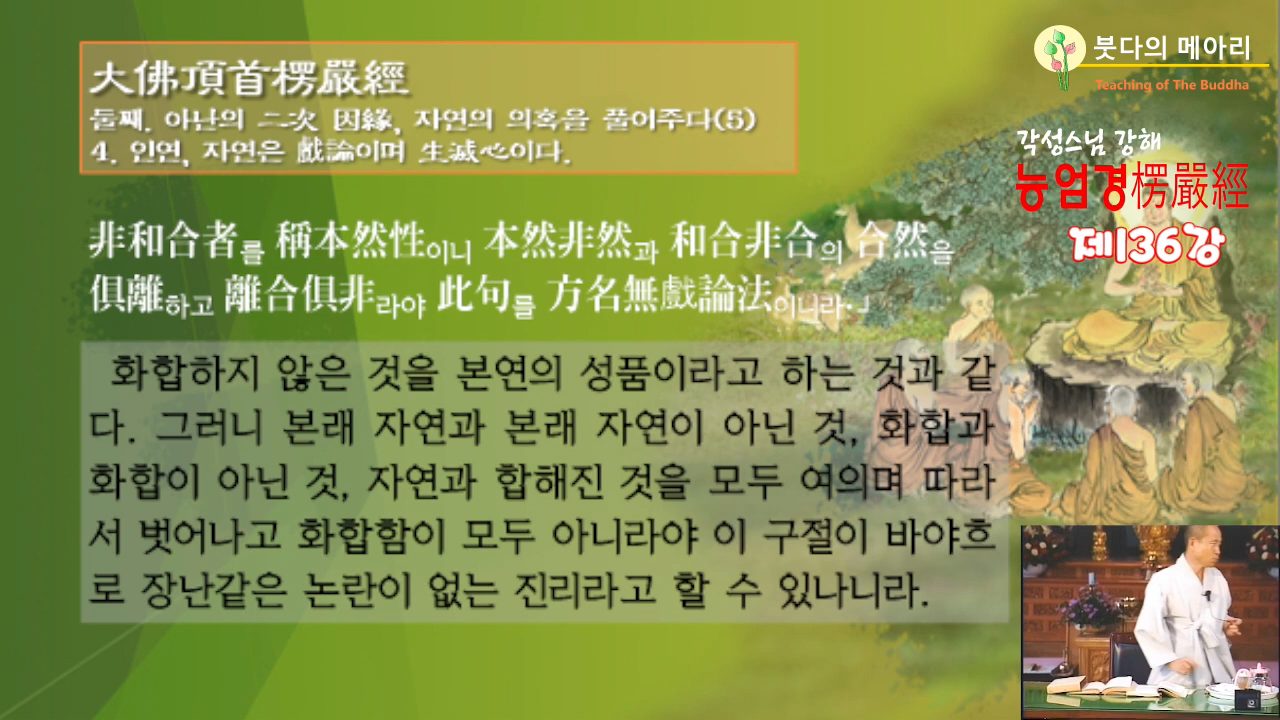 大佛頂首楞嚴經
둘째. 아난의 二次 因緣, 자연의 의혹을 풀어주다(5)
4. 인연, 자연은 戱論이며 生滅心이다.
非和合者를 稱本然性이니 本然非然과 和合非合의 合然을
俱離하고 離合俱非라야 此句를 方名無戱論法이니라.」
화합하지 않은 것을 본연의 성품이라고 하는 것과 같
다. 그러니 본래 자연과 본래 자연이 아닌 것, 화합과
화합이 아닌 것, 자연과 합해진 것을 모두 여의며 따라
서 벗어나고 화합함이 모두 아니라야 이 구절이 바야흐
로 장난같은 논란이 없는 진리라고 할 수 있나니라.
붓다의 메아리
Teaching of The Buddha
각성스님 강해
능엄경楞嚴經
제136강